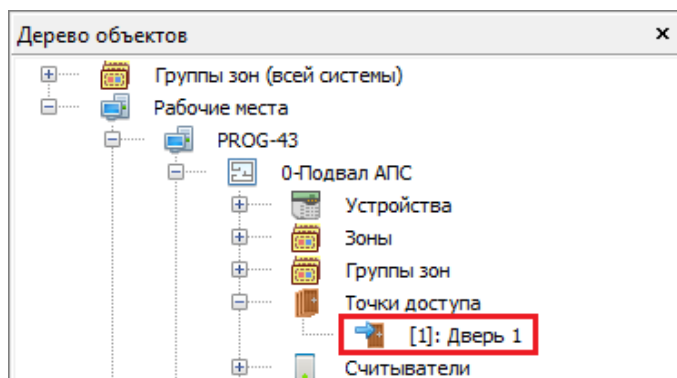 Дерево объектов
Группы зон (всей системы)
Рабочие места
PROG-43
0-Подвал АПС
Устройства
Зоны
Группы зон
Точки доступа
[1]: Дверь 1
Считыватели